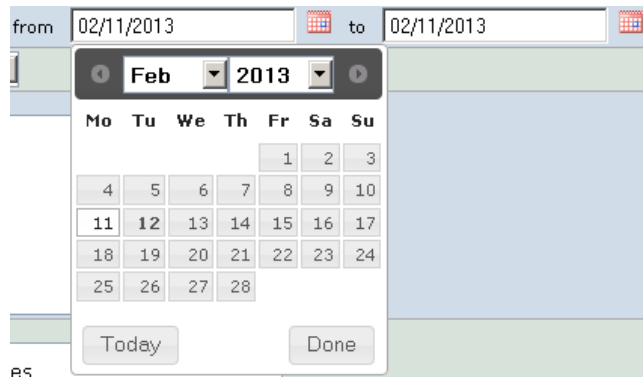 from 02/11/2013 to 02/11/2013
Feb 2013
Mo Tu We Th Fr Sa Su
1 2 3
4 5 6 7 8 9 10
11 12 13 14 15 16 17
18 19 20 21 22 23 24
25 26 27 28
Today Done
es